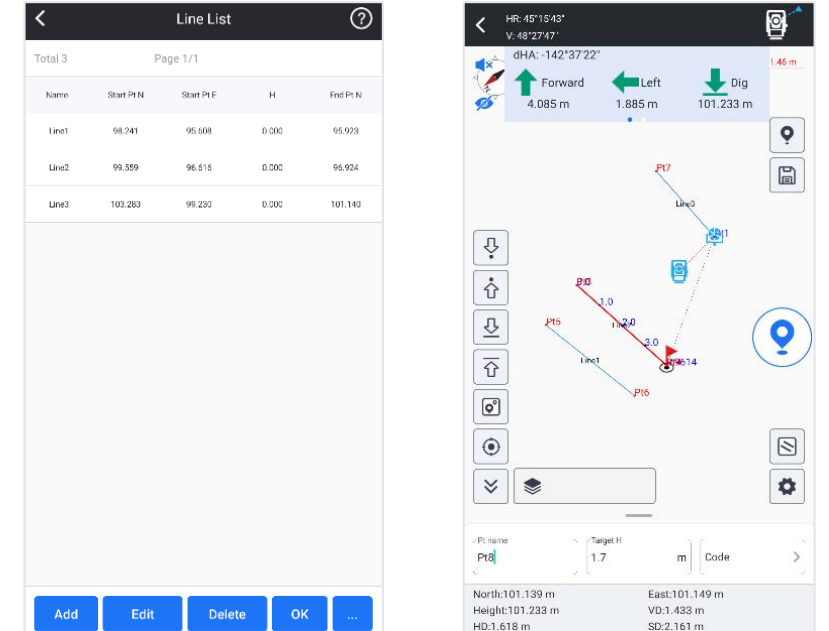 Line List
Total 3 Page 1/1
Name Start Pt N Start Pt E H End Pt N
Line1 98.241 95.608 0.000 95.923
Line2 99.559 96.616 0.000 96.924
Line3 103.283 99.230 0.000 101.140
Add Edit Delete OK ...
HR: 45°15'43"
V: 48°27'47"
dHA: -142°37'22"
1.46 m
Forward Left Dig
4.085 m 1.885 m 101.233 m
Pt7
Line3
1.0
Pt5 2.0
3.0
Line1
Pt6
Pt name Target H
Pt8 1.7 m Code
North:101.139 m East:101.149 m
Height:101.233 m VD:1.433 m
HD:1.618 m SD:2.161 m